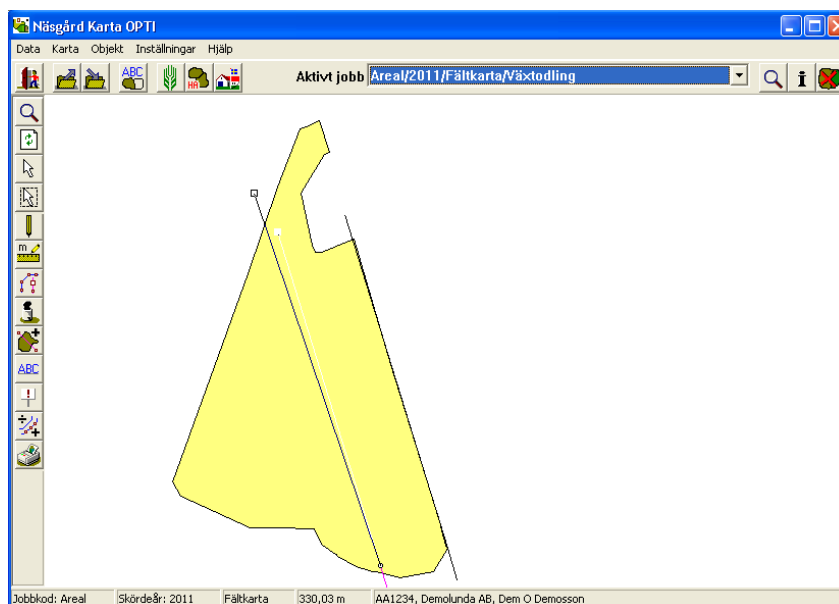 Näsgård Karta OPTI
Data Karta Objekt Inställningar Hjälp
ABC HA Aktivt jobb Areal/2011/Fältkarta/Växtodling i
m
ABC
Jobbkod: Areal Skördeår: 2011 Fältkarta 330,03 m AA1234, Demolunda AB, Dem O Demosson